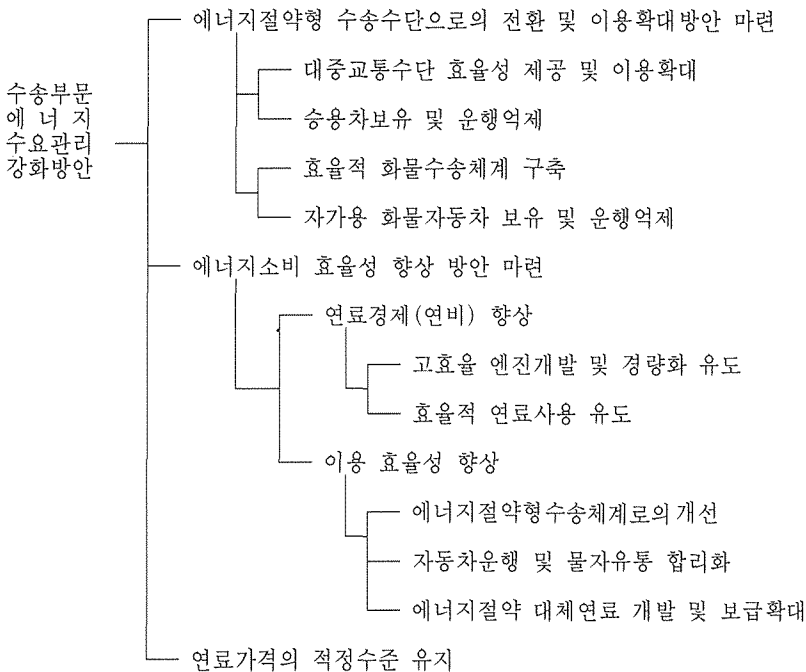 에너지절약형 수송수단으로의 전환 및 이용확대방안 마련
대중교통수단 효율성 제공 및 이용확대
수송부문
에 너 지
수요관리
강화방안
승용차보유 및 운행억제
효율적 화물수송체계 구축
자가용 화물자동차 보유 및 운행억제
에너지소비 효율성 향상 방안 마련
연료경제(연비) 향상
고효율 엔진개발 및 경량화 유도
효율적 연료사용 유도
이용 효율성 향상
에너지절약형수송체계로의 개선
자동차운행 및 물자유통 합리화
에너지절약 대체연료 개발 및 보급확대
연료가격의 적정수준 유지